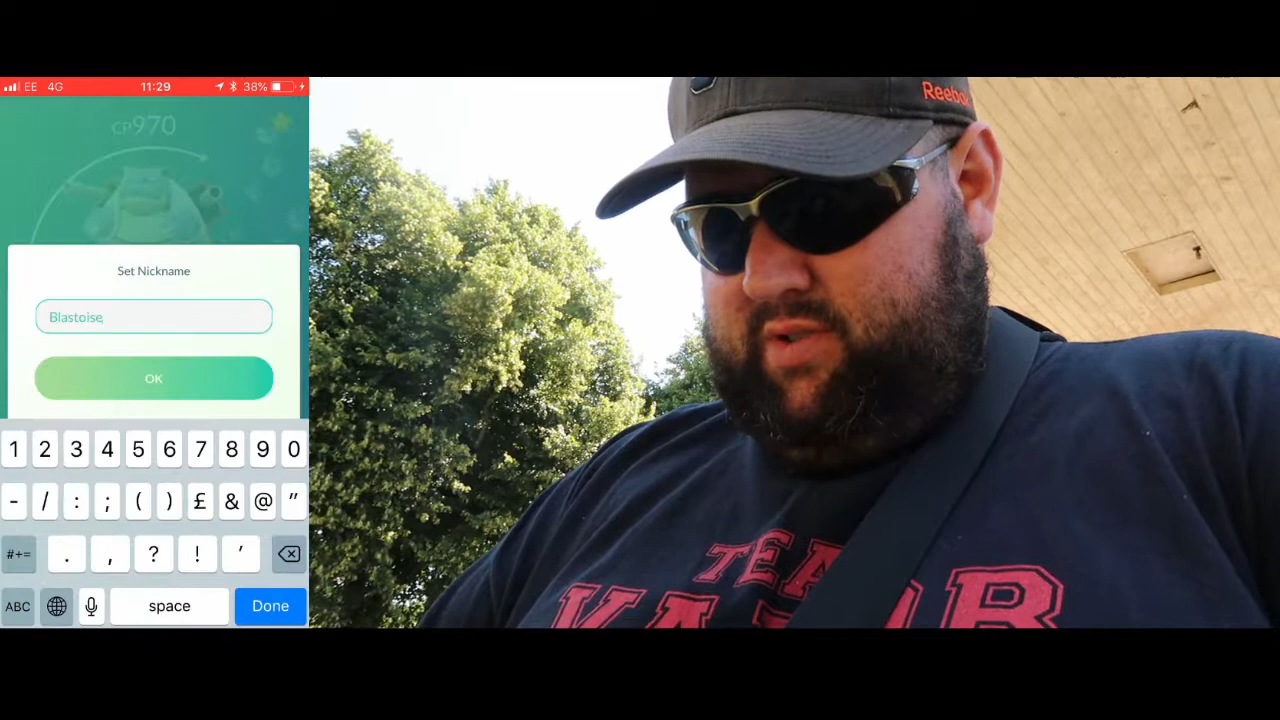 EE 4G 11:29 38%
CP970
Set Nickname
Blastoise
OK
1 2 3 4 5 6 7 8 9 0
- / : ; ( ) £ & @ "
#+= . , ? ! '
ABC space Done
Reebok
TEAM